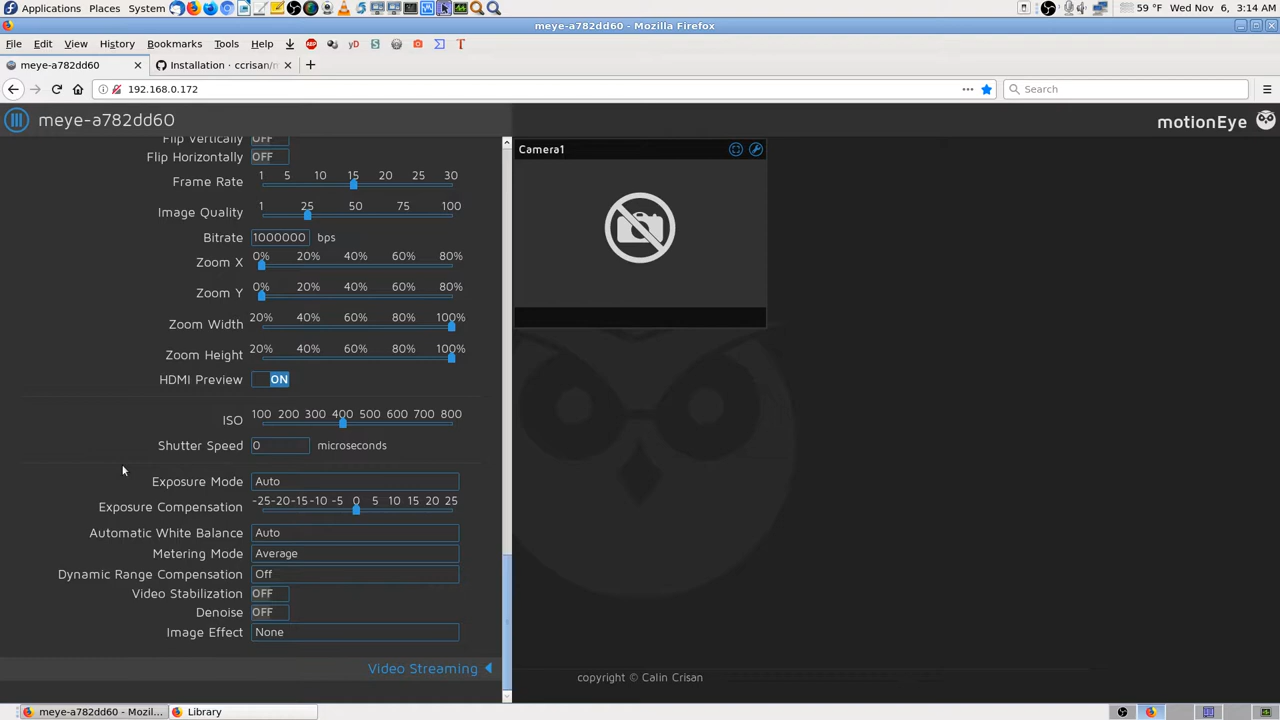 Applications Places System 59 °F Wed Nov 6, 3:14 AM
meye-a782dd60 - Mozilla Firefox
File Edit View History Bookmarks Tools Help
meye-a782dd60 × Installation · ccrisan/m ×
192.168.0.172 Search
meye-a782dd60 motionEye
Flip Vertically OFF
Camera1
Flip Horizontally OFF
1 5 10 15 20 25 30
Frame Rate
1 25 50 75 100
Image Quality
Bitrate 1000000 bps
0% 20% 40% 60% 80%
Zoom X
0% 20% 40% 60% 80%
Zoom Y
20% 40% 60% 80% 100%
Zoom Width
20% 40% 60% 80% 100%
Zoom Height
HDMI Preview ON
100 200 300 400 500 600 700 800
ISO
Shutter Speed 0 microseconds
Exposure Mode Auto
-25 -20 -15 -10 -5 0 5 10 15 20 25
Exposure Compensation
Automatic White Balance Auto
Metering Mode Average
Dynamic Range Compensation Off
Video Stabilization OFF
Denoise OFF
Image Effect None
Video Streaming
copyright © Calin Crisan
meye-a782dd60 - Mozil... Library